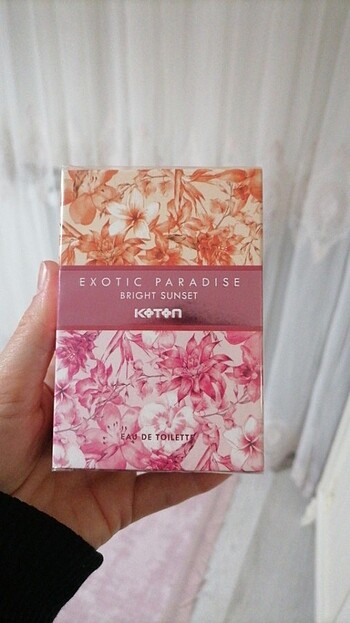 EXOTIC PARADISE
BRIGHT SUNSET
KOTON
EAU DE TOILETTE